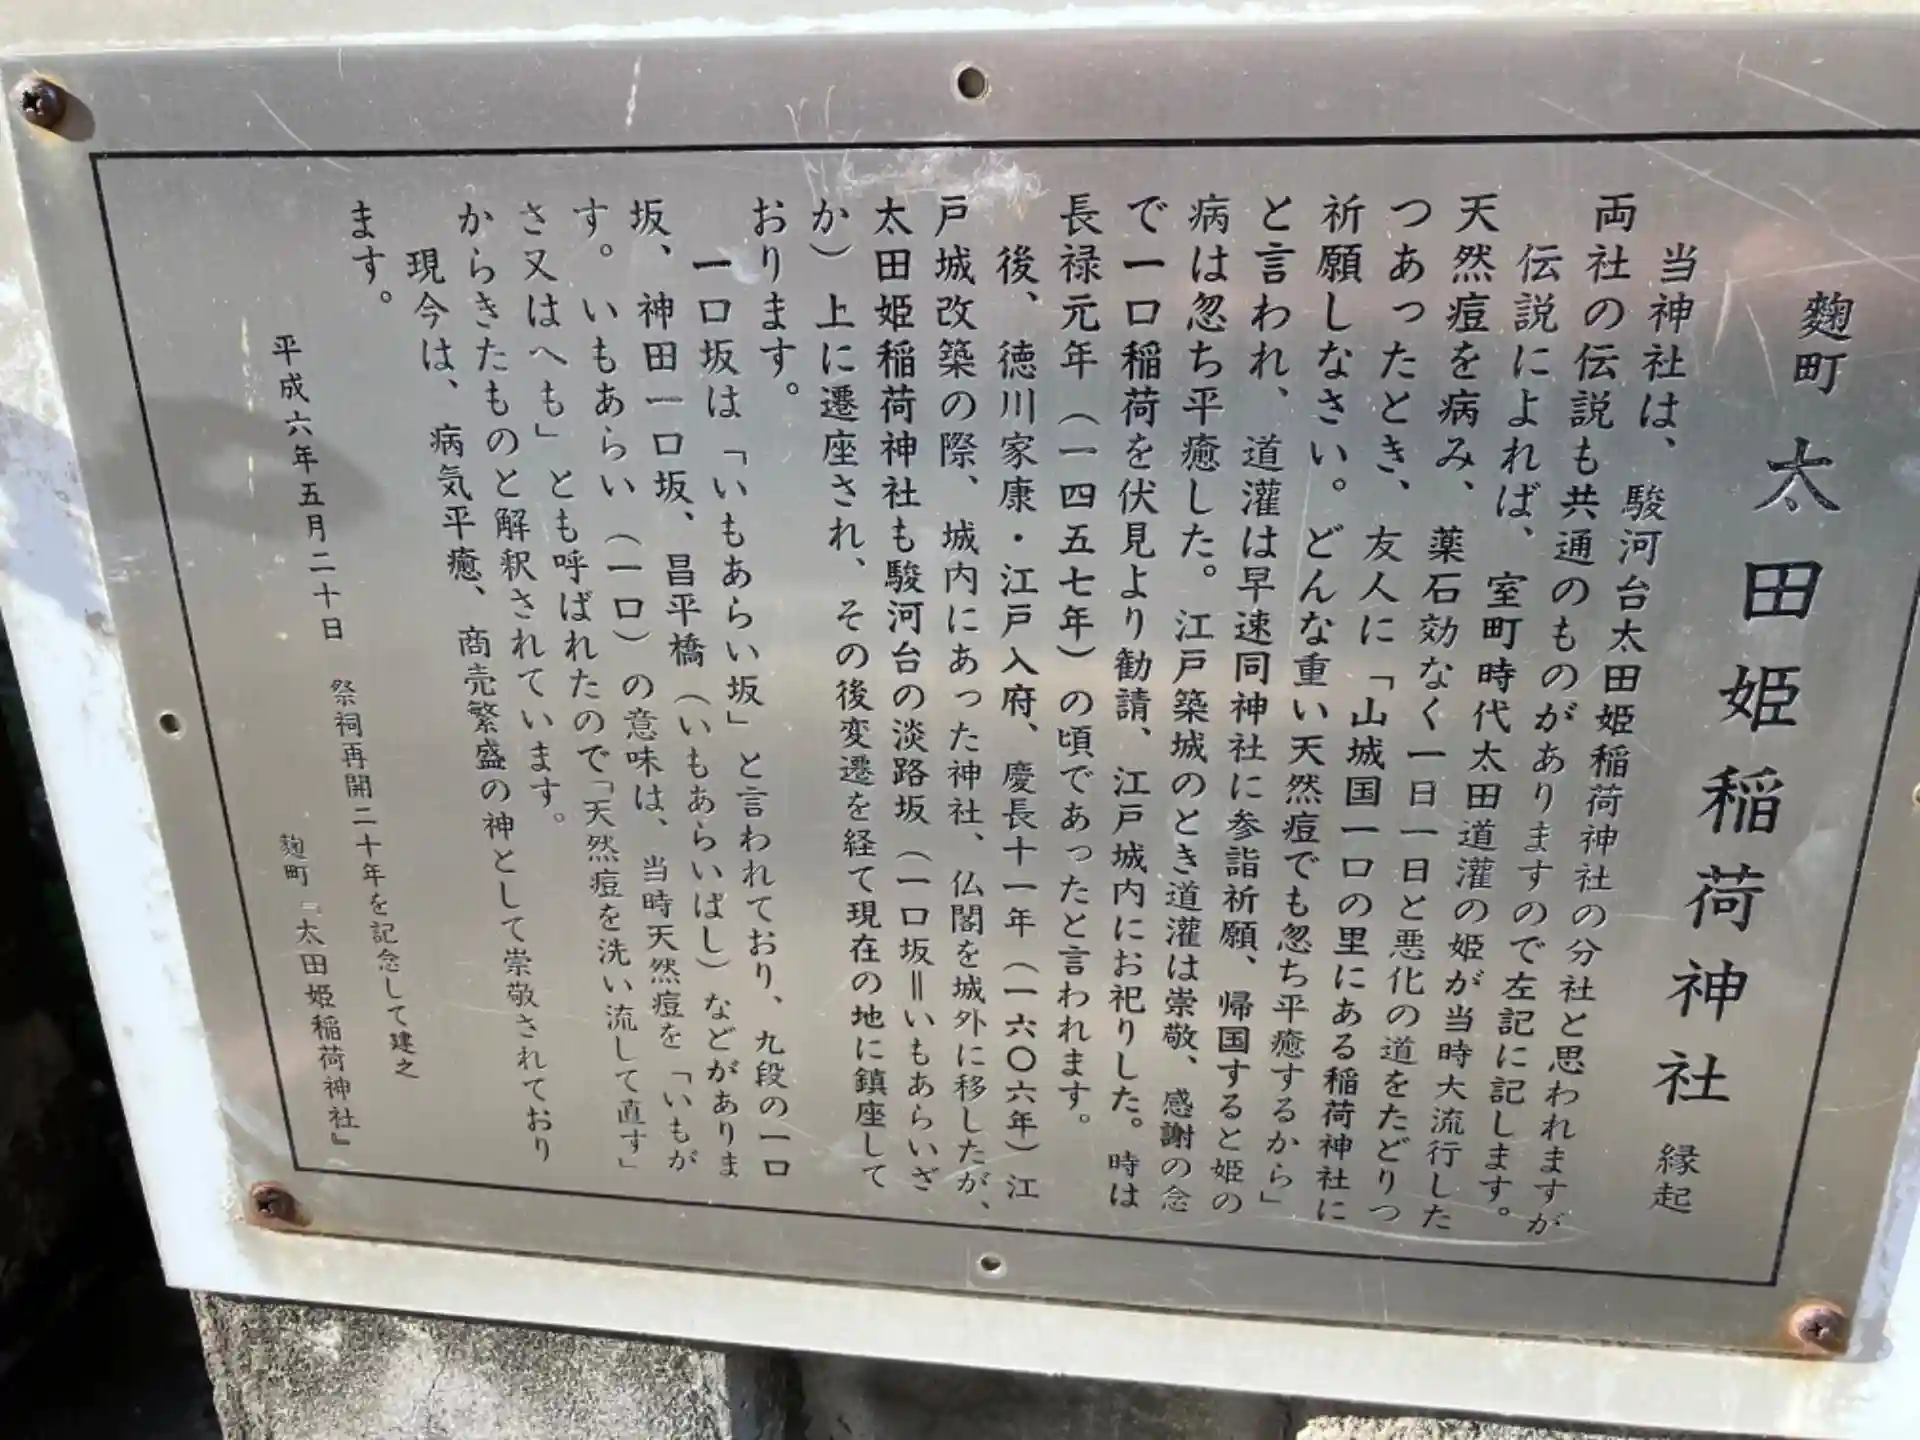 麴町 太田姫稲荷神社 縁起
当神社は、駿河台太田姫稲荷神社の分社と思われますが
両社の伝説も共通のものがありますので左記に記します。
伝説によれば、室町時代太田道灌の姫が当時大流行した
天然痘を病み、薬石効なく一日一日と悪化の道をたどりつ
つあったとき、友人に「山城国一口の里にある稲荷神社に
祈願しなさい。どんな重い天然痘でも忽ち平癒するから」
と言われ、道灌は早速同神社に参詣祈願、帰国すると姫の
病は忽ち平癒した。江戸築城のとき道灌は崇敬、感謝の念
で一口稲荷を伏見より勧請、江戸城内にお祀りした。時は
長禄元年（一四五七年）の頃であったと言われます。
後、徳川家康・江戸入府、慶長十一年（一六〇六年）江
戸城改築の際、城内にあった神社、仏閣を城外に移したが、
太田姫稲荷神社も駿河台の淡路坂（一口坂＝いもあらいざ
か）上に遷座され、その後変遷を経て現在の地に鎮座して
おります。
一口坂は「いもあらい坂」と言われており、九段の一口
坂、神田一口坂、昌平橋（いもあらいばし）などがありま
す。いもあらい（一口）の意味は、当時天然痘を「いもが
さ又はへも」とも呼ばれたので「天然痘を洗い流して直す」
からきたものと解釈されています。
現今は、病気平癒、商売繁盛の神として崇敬されており
ます。
平成六年五月二十日 祭祠再開二十年を記念して建之
麴町『太田姫稲荷神社』